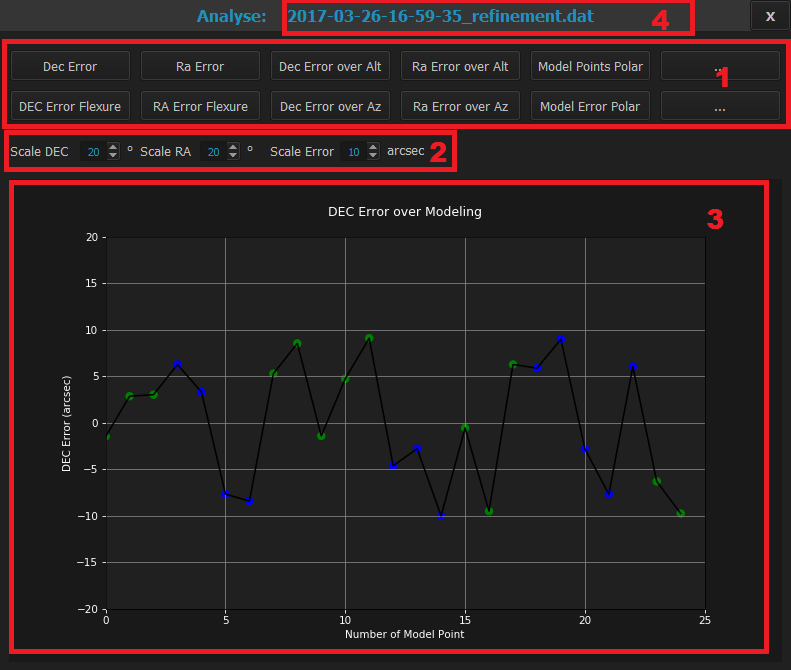 Analyse: 2017-03-26-16-59-35_refinement.dat 4 x
Dec Error Ra Error Dec Error over Alt Ra Error over Alt Model Points Polar ... 1
DEC Error Flexure RA Error Flexure Dec Error over Az Ra Error over Az Model Error Polar ...
Scale DEC 20 ° Scale RA 20 ° Scale Error 10 arcsec 2
3
DEC Error over Modeling
20
15
10
5
0
−5
−10
−15
−20
DEC Error (arcsec)
0 5 10 15 20 25
Number of Model Point